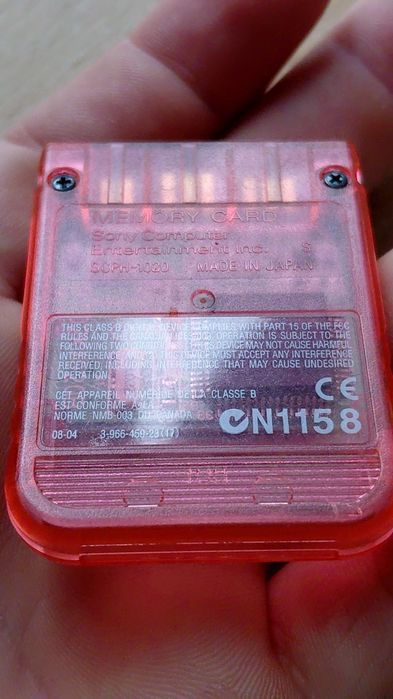 MEMORY CARD
Sony Computer
Entertainment Inc. S
SCPH-1020 MADE IN JAPAN
THIS CLASS B DIGITAL DEVICE COMPLIES WITH PART 15 OF THE FCC
RULES AND THE CANADIAN OPERATION IS SUBJECT TO THE
FOLLOWING TWO CONDITIONS THIS DEVICE MAY NOT CAUSE HARMFUL
INTERFERENCE, AND (2) THIS DEVICE MUST ACCEPT ANY INTERFERENCE
RECEIVED, INCLUDING INTERFERENCE THAT MAY CAUSE UNDESIRED
OPERATION.
CET APPAREIL NUMÉRIQUE DE LA CLASSE B
EST CONFORME A LA
NORME NMB-003 DU CANADA
CE
N1158
08-04 3-966-459-23(17)